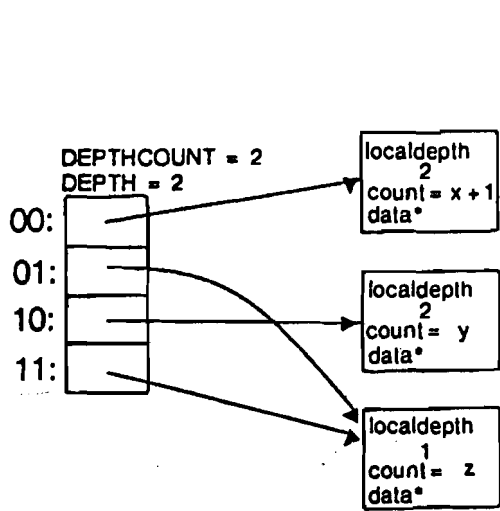 DEPTHCOUNT = 2
DEPTH = 2
00:
01:
10:
11:
localdepth
2
count = x + 1
data*
localdepth
2
count = y
data*
localdepth
1
count = z
data*